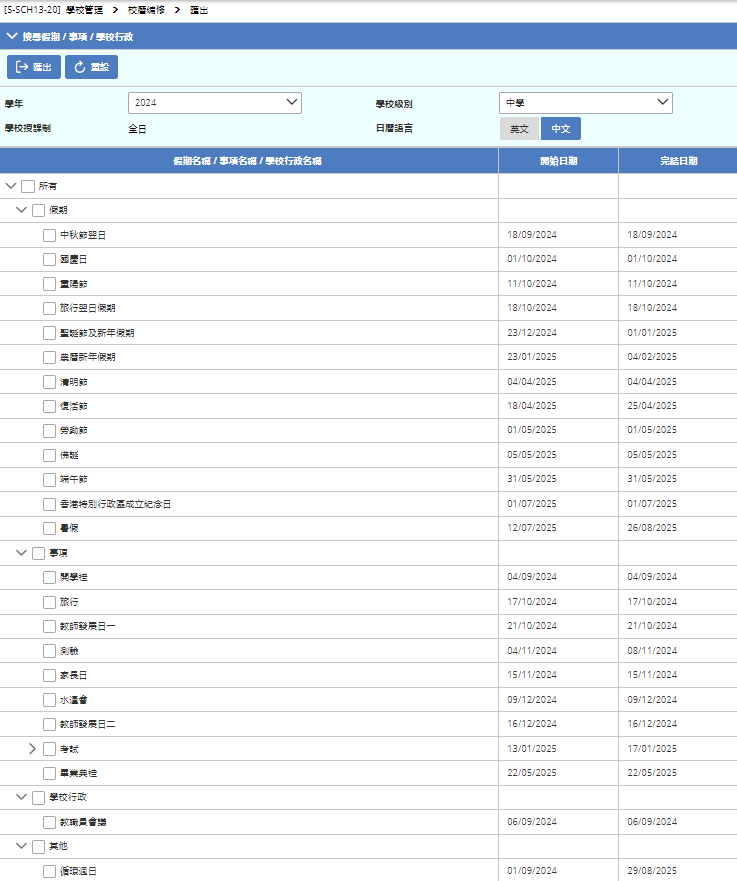 [S-SCH13-20] 學校管理 > 校曆編修 > 匯出
搜尋假期 / 事項 / 學校行政
匯出 重設
學年 2024 學校級別 中學
學校授課制 全日 日曆語言 英文 中文
假期名稱 / 事項名稱 / 學校行政名稱 開始日期 完結日期
所有
假期
中秋節翌日 18/09/2024 18/09/2024
國慶日 01/10/2024 01/10/2024
重陽節 11/10/2024 11/10/2024
旅行翌日假期 18/10/2024 18/10/2024
聖誕節及新年假期 23/12/2024 01/01/2025
農曆新年假期 23/01/2025 04/02/2025
清明節 04/04/2025 04/04/2025
復活節 18/04/2025 25/04/2025
勞動節 01/05/2025 01/05/2025
佛誕 05/05/2025 05/05/2025
端午節 31/05/2025 31/05/2025
香港特別行政區成立紀念日 01/07/2025 01/07/2025
暑假 12/07/2025 26/08/2025
事項
開學禮 04/09/2024 04/09/2024
旅行 17/10/2024 17/10/2024
教師發展日一 21/10/2024 21/10/2024
測驗 04/11/2024 08/11/2024
家長日 15/11/2024 15/11/2024
水運會 09/12/2024 09/12/2024
教師發展日二 16/12/2024 16/12/2024
考試 13/01/2025 17/01/2025
畢業典禮 22/05/2025 22/05/2025
學校行政
教職員會議 06/09/2024 06/09/2024
其他
循環週日 01/09/2024 29/08/2025